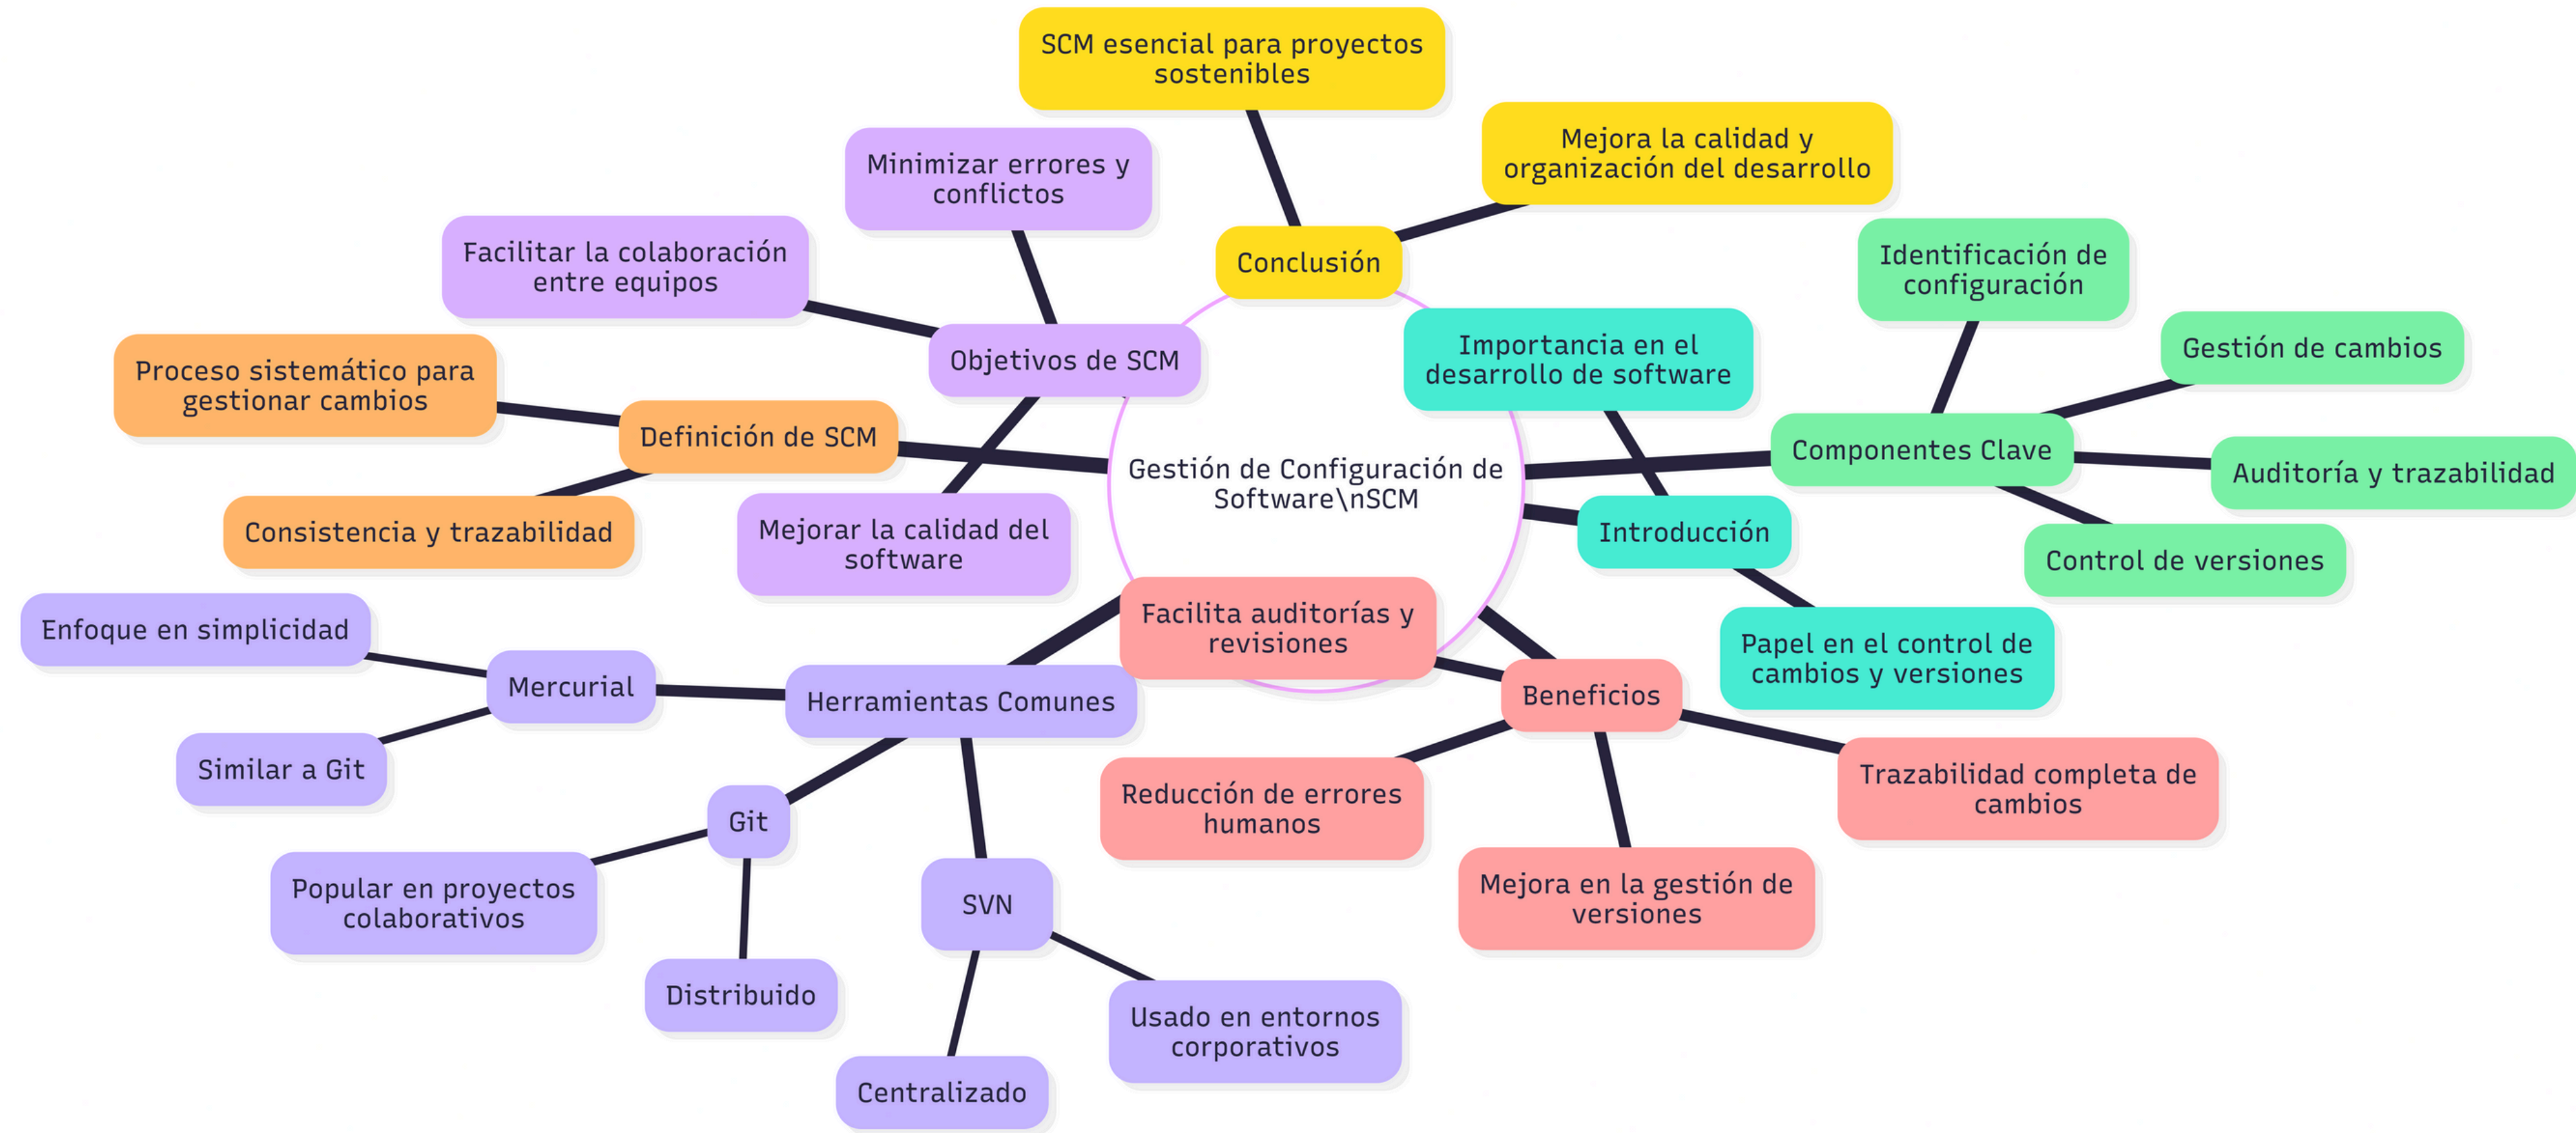 SCM esencial para proyectos
sostenibles
Mejora la calidad y
organización del desarrollo
Conclusión
Minimizar errores y
conflictos
Facilitar la colaboración
entre equipos
Objetivos de SCM
Mejorar la calidad del
software
Proceso sistemático para
gestionar cambios
Definición de SCM
Consistencia y trazabilidad
Gestión de Configuración de
Software\nSCM
Importancia en el
desarrollo de software
Introducción
Papel en el control de
cambios y versiones
Identificación de
configuración
Gestión de cambios
Componentes Clave
Auditoría y trazabilidad
Control de versiones
Facilita auditorías y
revisiones
Beneficios
Reducción de errores
humanos
Trazabilidad completa de
cambios
Mejora en la gestión de
versiones
Herramientas Comunes
Enfoque en simplicidad
Mercurial
Similar a Git
Git
Popular en proyectos
colaborativos
Distribuido
SVN
Usado en entornos
corporativos
Centralizado